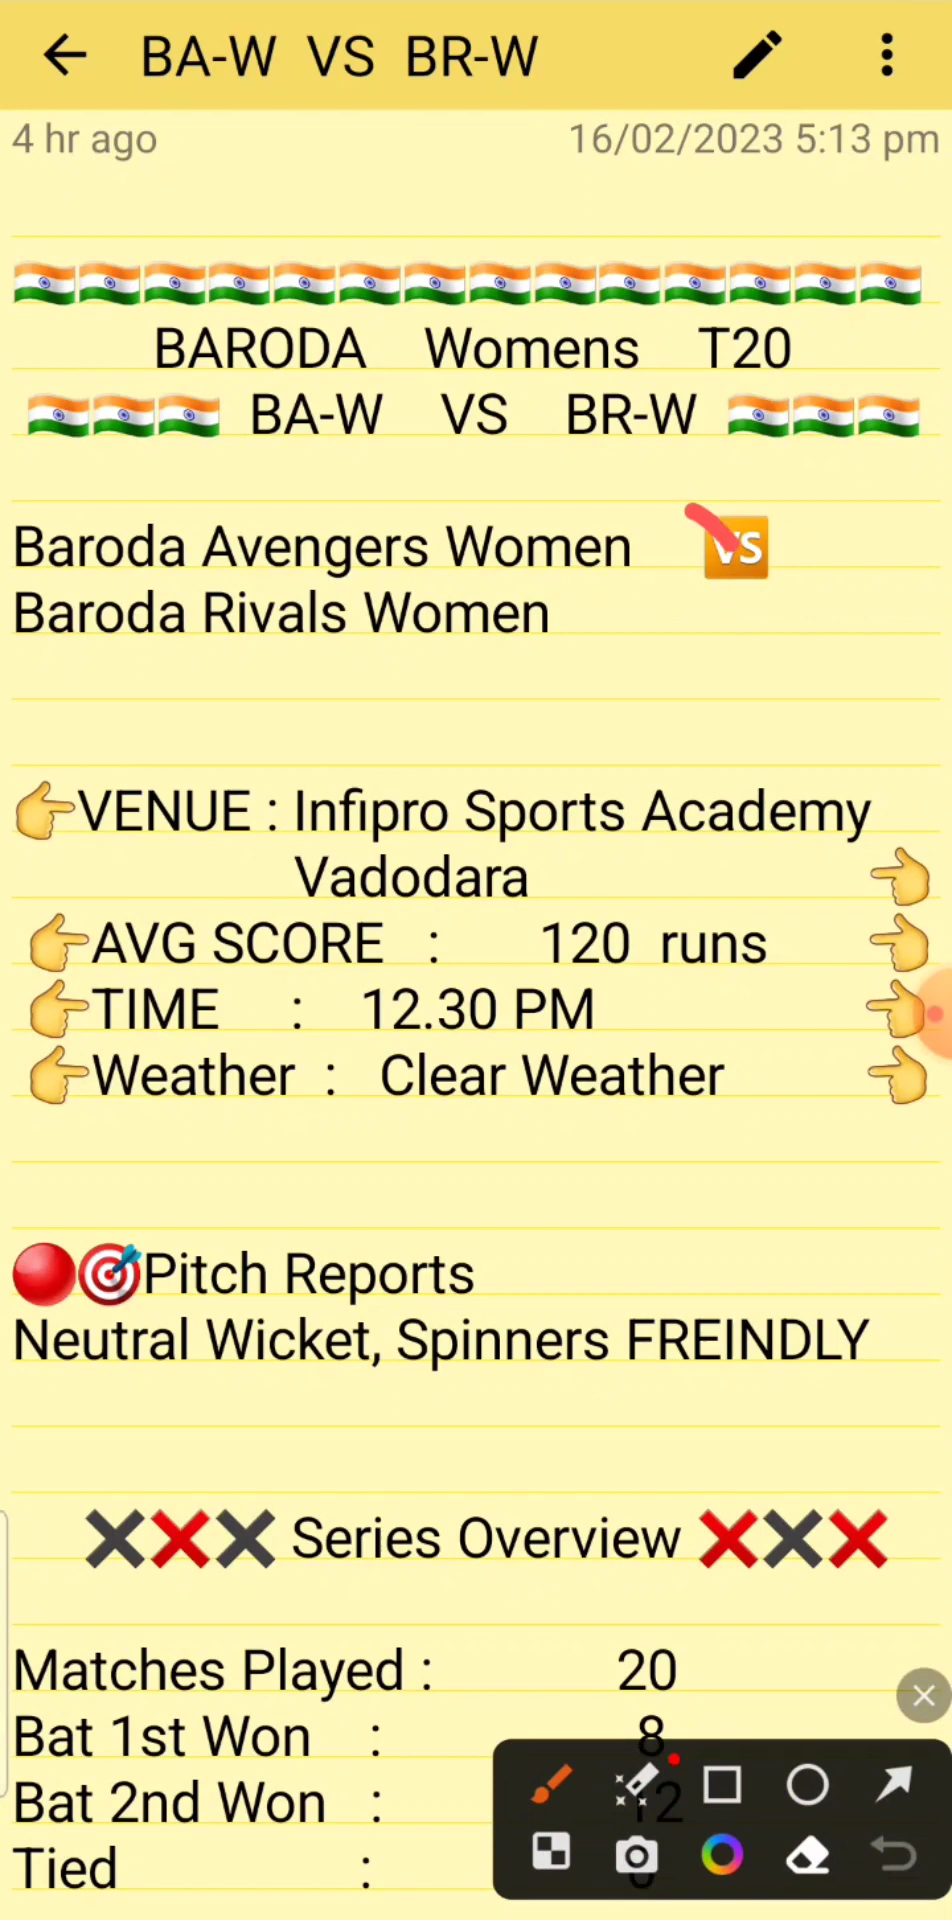 BA-W VS BR-W
4 hr ago 16/02/2023 5:13 pm
BARODA Womens T20
BA-W VS BR-W
Baroda Avengers Women VS
Baroda Rivals Women
VENUE : Infipro Sports Academy
Vadodara
AVG SCORE : 120 runs
TIME : 12.30 PM
Weather : Clear Weather
Pitch Reports
Neutral Wicket, Spinners FREINDLY
Series Overview
Matches Played : 20
Bat 1st Won : 8
Bat 2nd Won : 12
Tied :